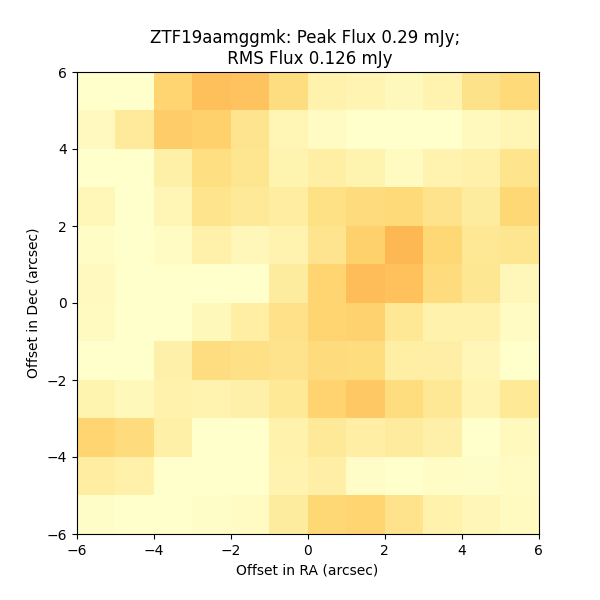 ZTF19aamggmk: Peak Flux 0.29 mJy;
RMS Flux 0.126 mJy
6
4
2
0
−2
−4
−6
Offset in Dec (arcsec)
−6 −4 −2 0 2 4 6
Offset in RA (arcsec)